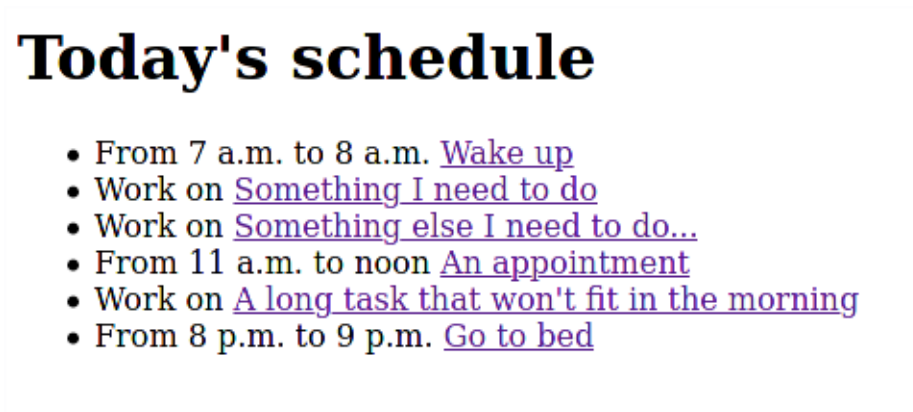 Today's schedule
From 7 a.m. to 8 a.m. Wake up
Work on Something I need to do
Work on Something else I need to do...
From 11 a.m. to noon An appointment
Work on A long task that won't fit in the morning
From 8 p.m. to 9 p.m. Go to bed